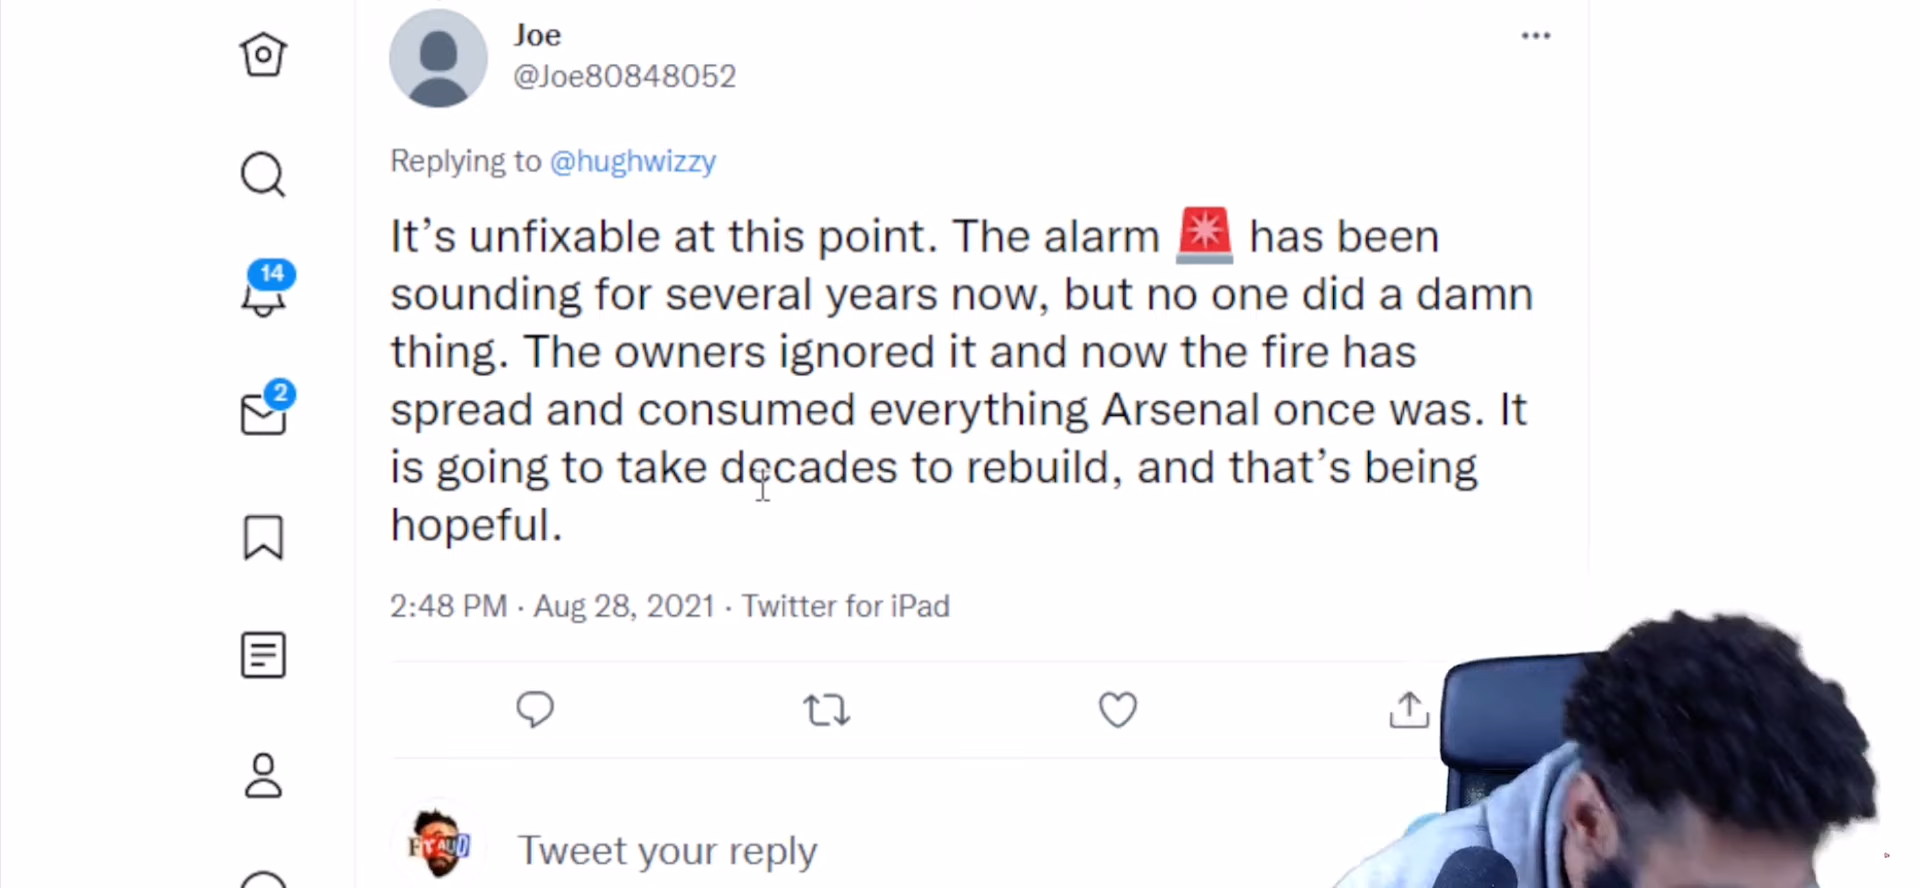 Joe
@Joe80848052
Replying to @hughwizzy
It’s unfixable at this point. The alarm 🚨 has been
sounding for several years now, but no one did a damn
thing. The owners ignored it and now the fire has
spread and consumed everything Arsenal once was. It
is going to take decades to rebuild, and that’s being
hopeful.
2:48 PM · Aug 28, 2021 · Twitter for iPad
14
2
Tweet your reply